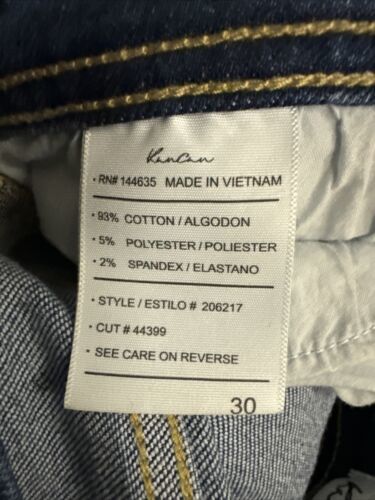 KanCan
• RN# 144635 MADE IN VIETNAM
• 93% COTTON / ALGODON
• 5% POLYESTER / POLIESTER
• 2% SPANDEX / ELASTANO
• STYLE / ESTILO # 206217
• CUT # 44399
• SEE CARE ON REVERSE
30